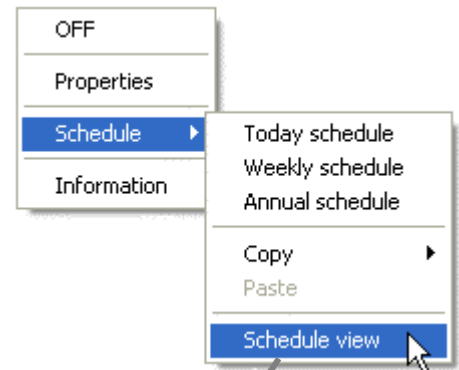 OFF
Properties
Schedule
Information
Today schedule
Weekly schedule
Annual schedule
Copy
Paste
Schedule view